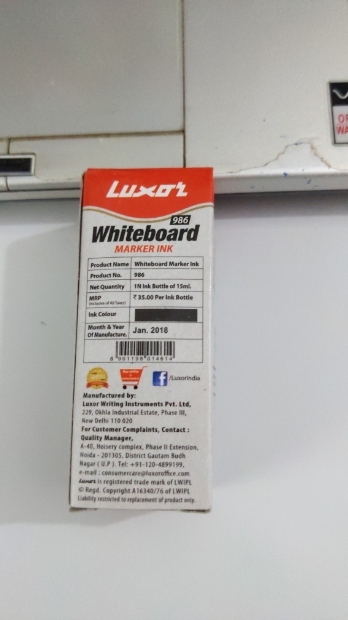 Luxor
986
Whiteboard
MARKER INK
Product Name Whiteboard Marker Ink
Product No. 986
Net Quantity 1N Ink Bottle of 15ml.
MRP ₹ 35.00 Per Ink Bottle
(Inclusive of All Taxes)
Ink Colour
Month & Year
Of Manufacture. Jan. 2018
f /LuxorIndia
Manufactured by:
Luxor Writing Instruments Pvt. Ltd,
229, Okhla Industrial Estate, Phase III,
New Delhi 110 020
For Customer Complaints, Contact :
Quality Manager,
A-40, Hosiery complex, Phase II Extension,
Noida - 201305, District Gautam Budh
Nagar ( U.P ). Tel: +91-120-4899199,
e-mail : consumercare@luxoroffice.com
Luxor is registered trade mark of LWIPL
© Regd. Copyright A16340/76 of LWIPL
Liability restricted to replacement of product only.